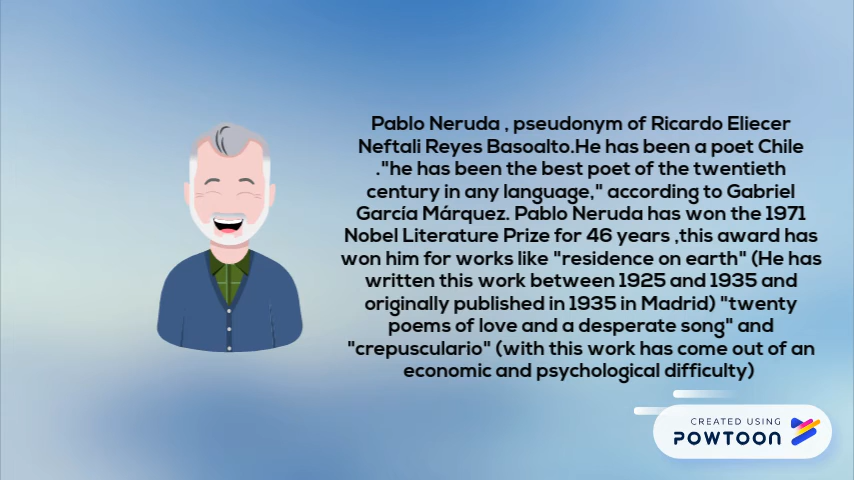 Pablo Neruda , pseudonym of Ricardo Eliecer
Neftali Reyes Basoalto.He has been a poet Chile
."he has been the best poet of the twentieth
century in any language," according to Gabriel
García Márquez. Pablo Neruda has won the 1971
Nobel Literature Prize for 46 years ,this award has
won him for works like "residence on earth" (He has
written this work between 1925 and 1935 and
originally published in 1935 in Madrid) "twenty
poems of love and a desperate song" and
"crepusculario" (with this work has come out of an
economic and psychological difficulty)
CREATED USING
POWTOON